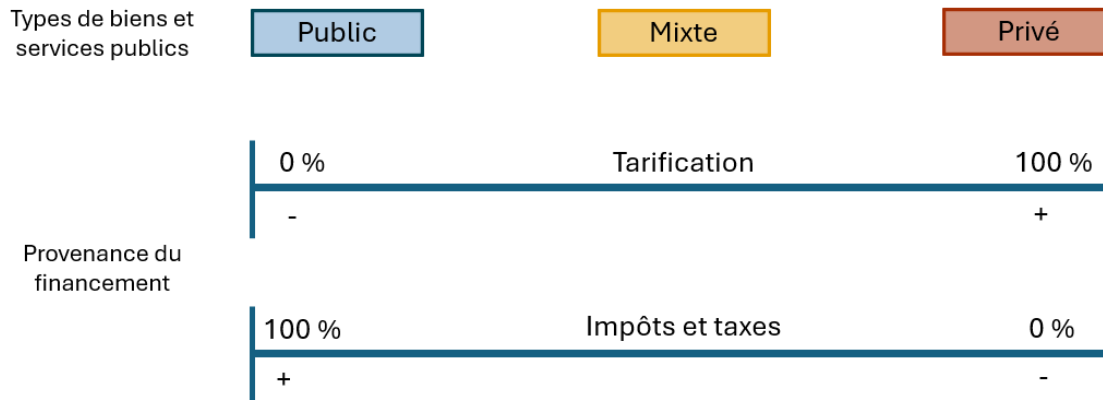 Types de biens et
services publics
Public
Mixte
Privé
0 %
Tarification
100 %
-
+
Provenance du
financement
100 %
Impôts et taxes
0 %
+
-